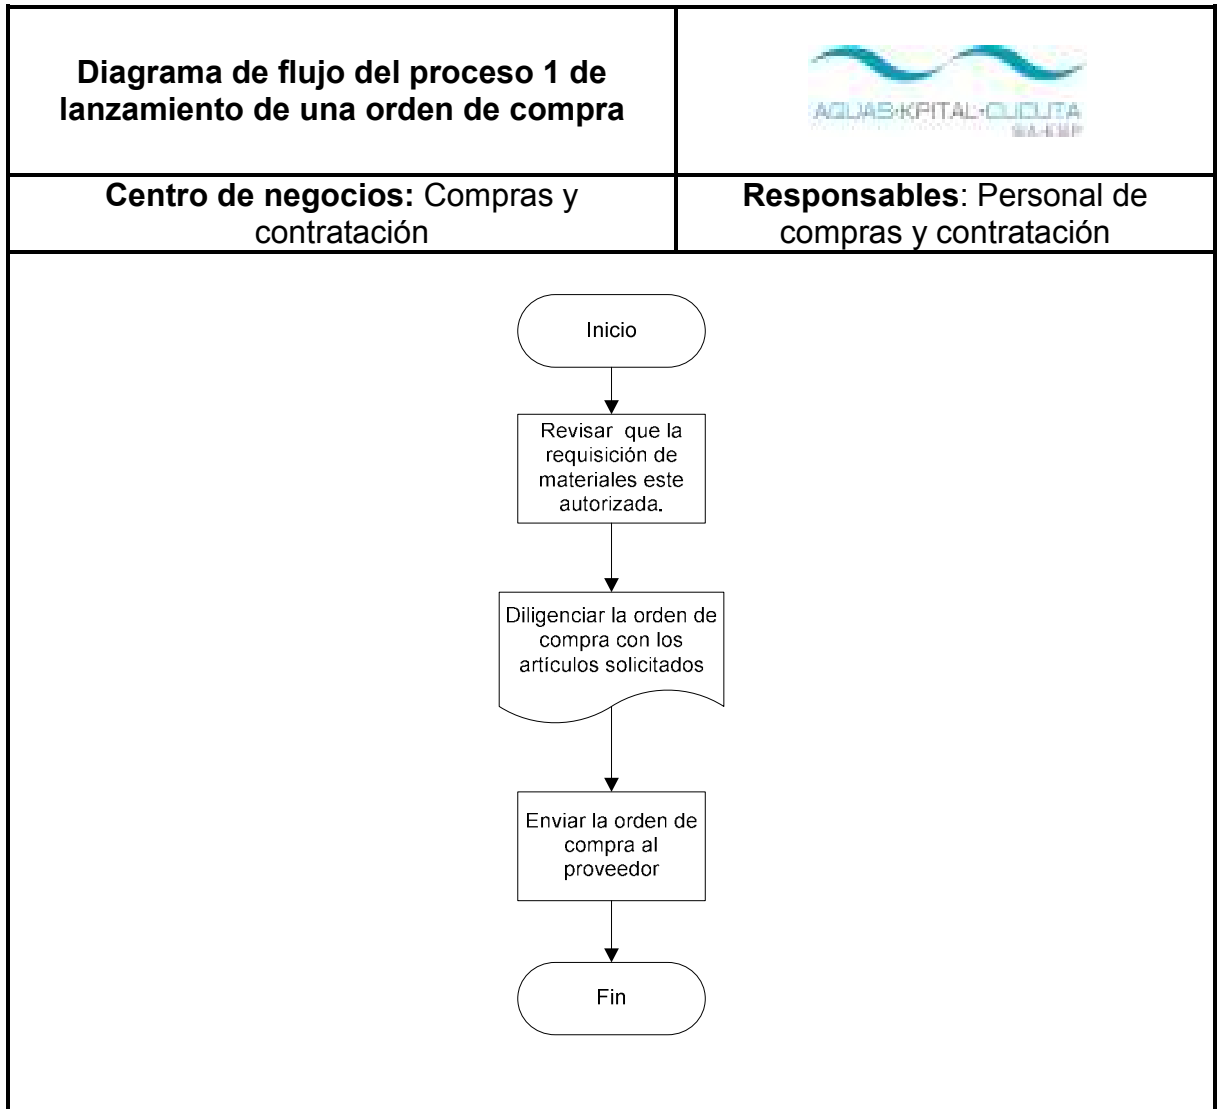 Diagrama de flujo del proceso 1 de
lanzamiento de una orden de compra
AGUAS•KPITAL•CUCUTA
Centro de negocios: Compras y
contratación
Responsables: Personal de
compras y contratación
Inicio
Revisar que la
requisición de
materiales este
autorizada.
Diligenciar la orden de
compra con los
artículos solicitados
Enviar la orden de
compra al
proveedor
Fin